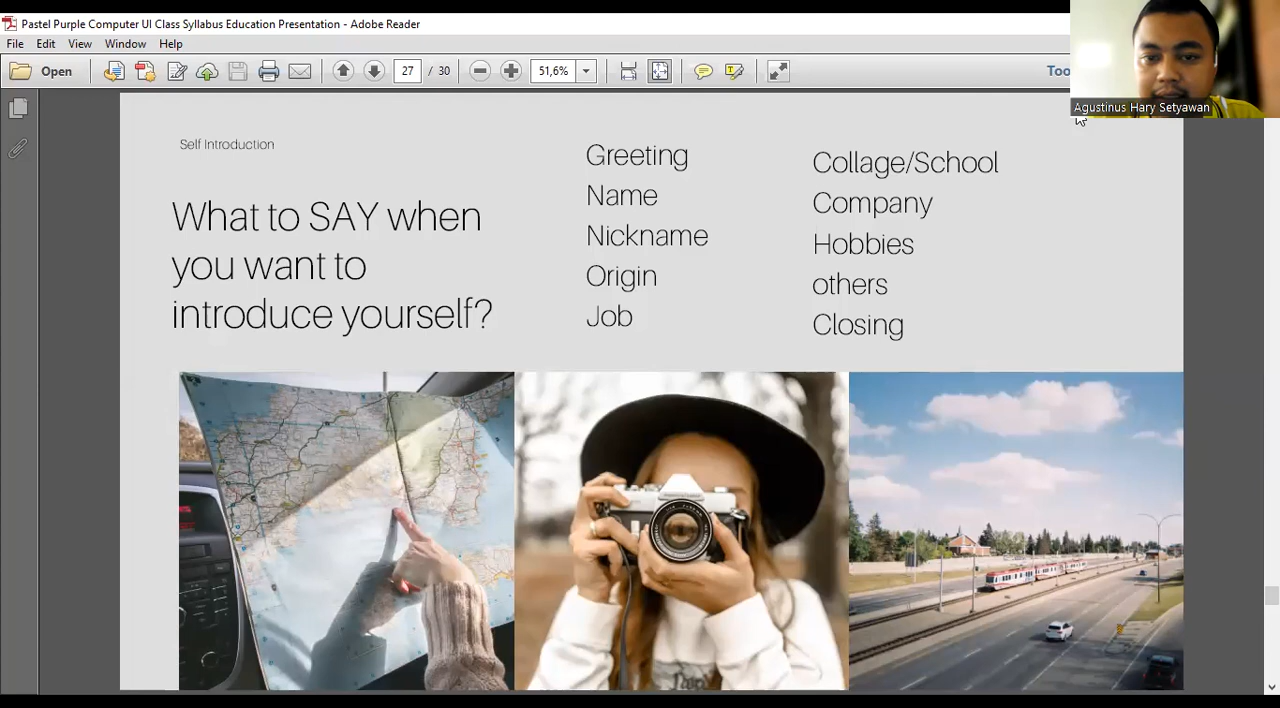 Pastel Purple Computer UI Class Syllabus Education Presentation - Adobe Reader
File Edit View Window Help
Open 27 / 30 51,6% Too
Agustinus Hary Setyawan
Self Introduction
What to SAY when
you want to
introduce yourself?
Greeting
Name
Nickname
Origin
Job
Collage/School
Company
Hobbies
others
Closing